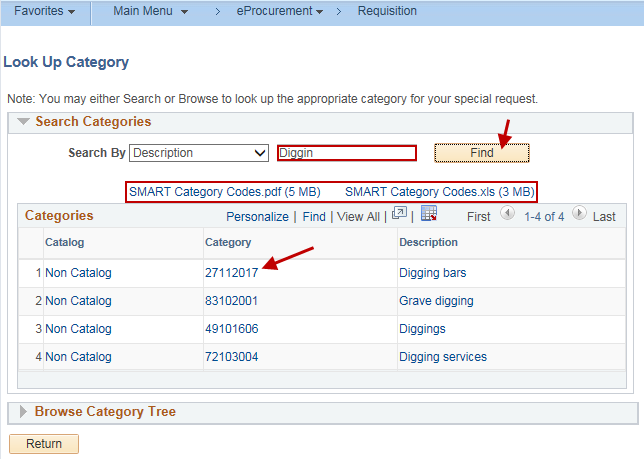 Favorites Main Menu > eProcurement > Requisition
Look Up Category
Note: You may either Search or Browse to look up the appropriate category for your special request.
Search Categories
Search By Description Diggin Find
SMART Category Codes.pdf (5 MB) SMART Category Codes.xls (3 MB)
Categories Personalize | Find | View All | | First 1-4 of 4 Last
Catalog Category Description
1 Non Catalog 27112017 Digging bars
2 Non Catalog 83102001 Grave digging
3 Non Catalog 49101606 Diggings
4 Non Catalog 72103004 Digging services
Browse Category Tree
Return